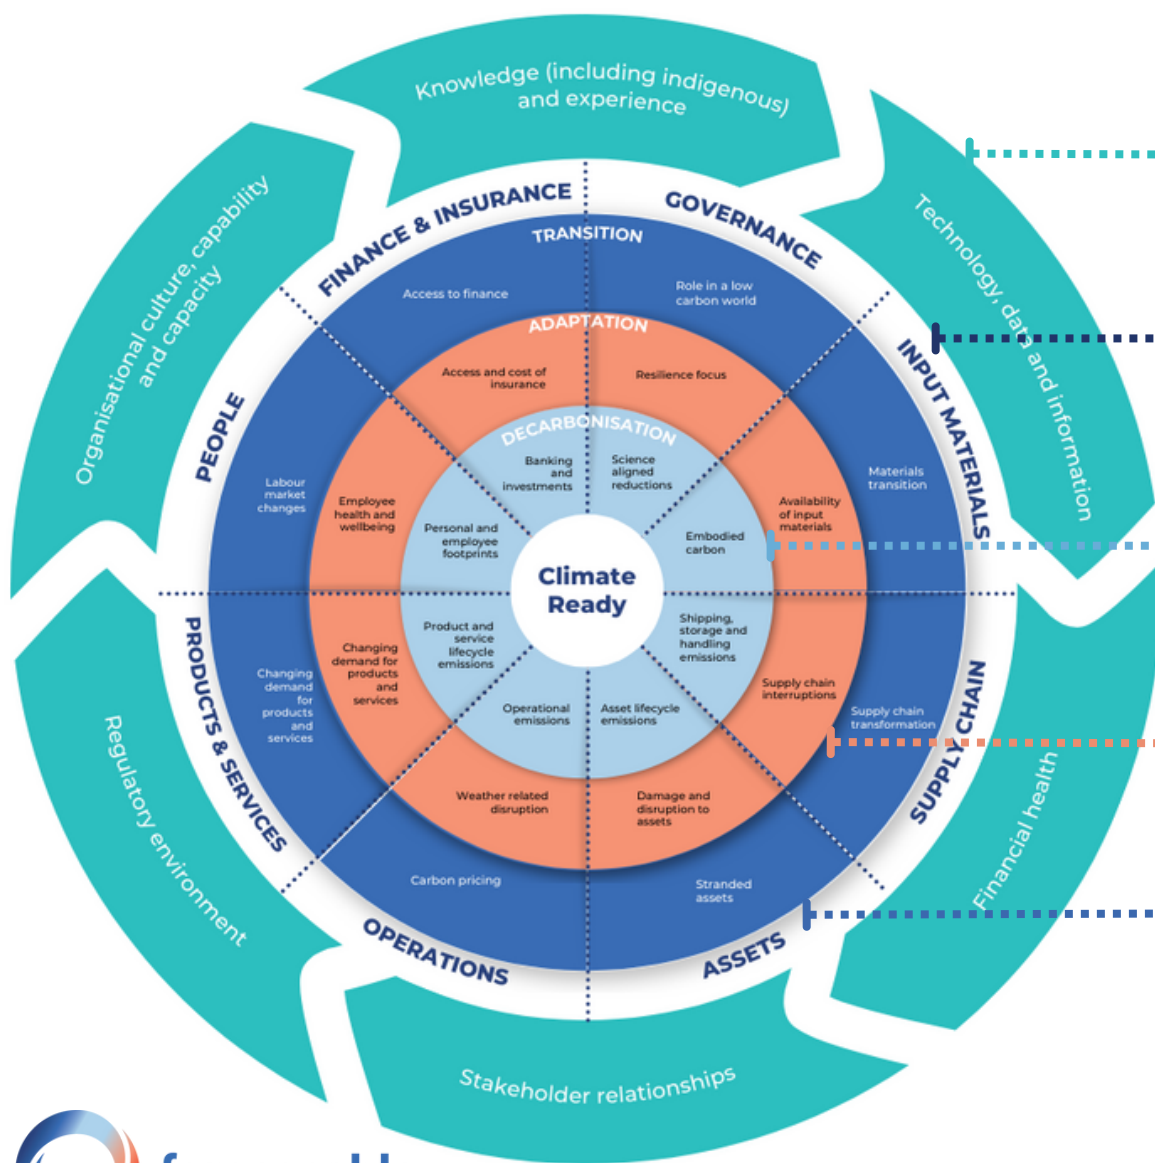 Knowledge (including indigenous)
and experience
Technology, data and information
Financial health
Stakeholder relationships
Regulatory environment
Organisational culture, capability
and capacity
FINANCE & INSURANCE
GOVERNANCE
INPUT MATERIALS
SUPPLY CHAIN
ASSETS
OPERATIONS
PRODUCTS & SERVICES
PEOPLE
TRANSITION
Access to finance
Role in a low
carbon world
Materials
transition
Supply chain
transformation
Stranded
assets
Carbon pricing
Changing
demand
for
products
and
services
Labour
market
changes
ADAPTATION
Access and cost of
insurance
Resilience focus
Availability
of input
materials
Supply chain
interruptions
Damage and
disruption to
assets
Weather related
disruption
Changing
demand for
products
and
services
Employee
health and
wellbeing
DECARBONISATION
Banking
and
investments
Science
aligned
reductions
Embodied
carbon
Shipping,
storage and
handling
emissions
Asset lifecycle
emissions
Operational
emissions
Product and
service
lifecycle
emissions
Personal and
employee
footprints
Climate
Ready